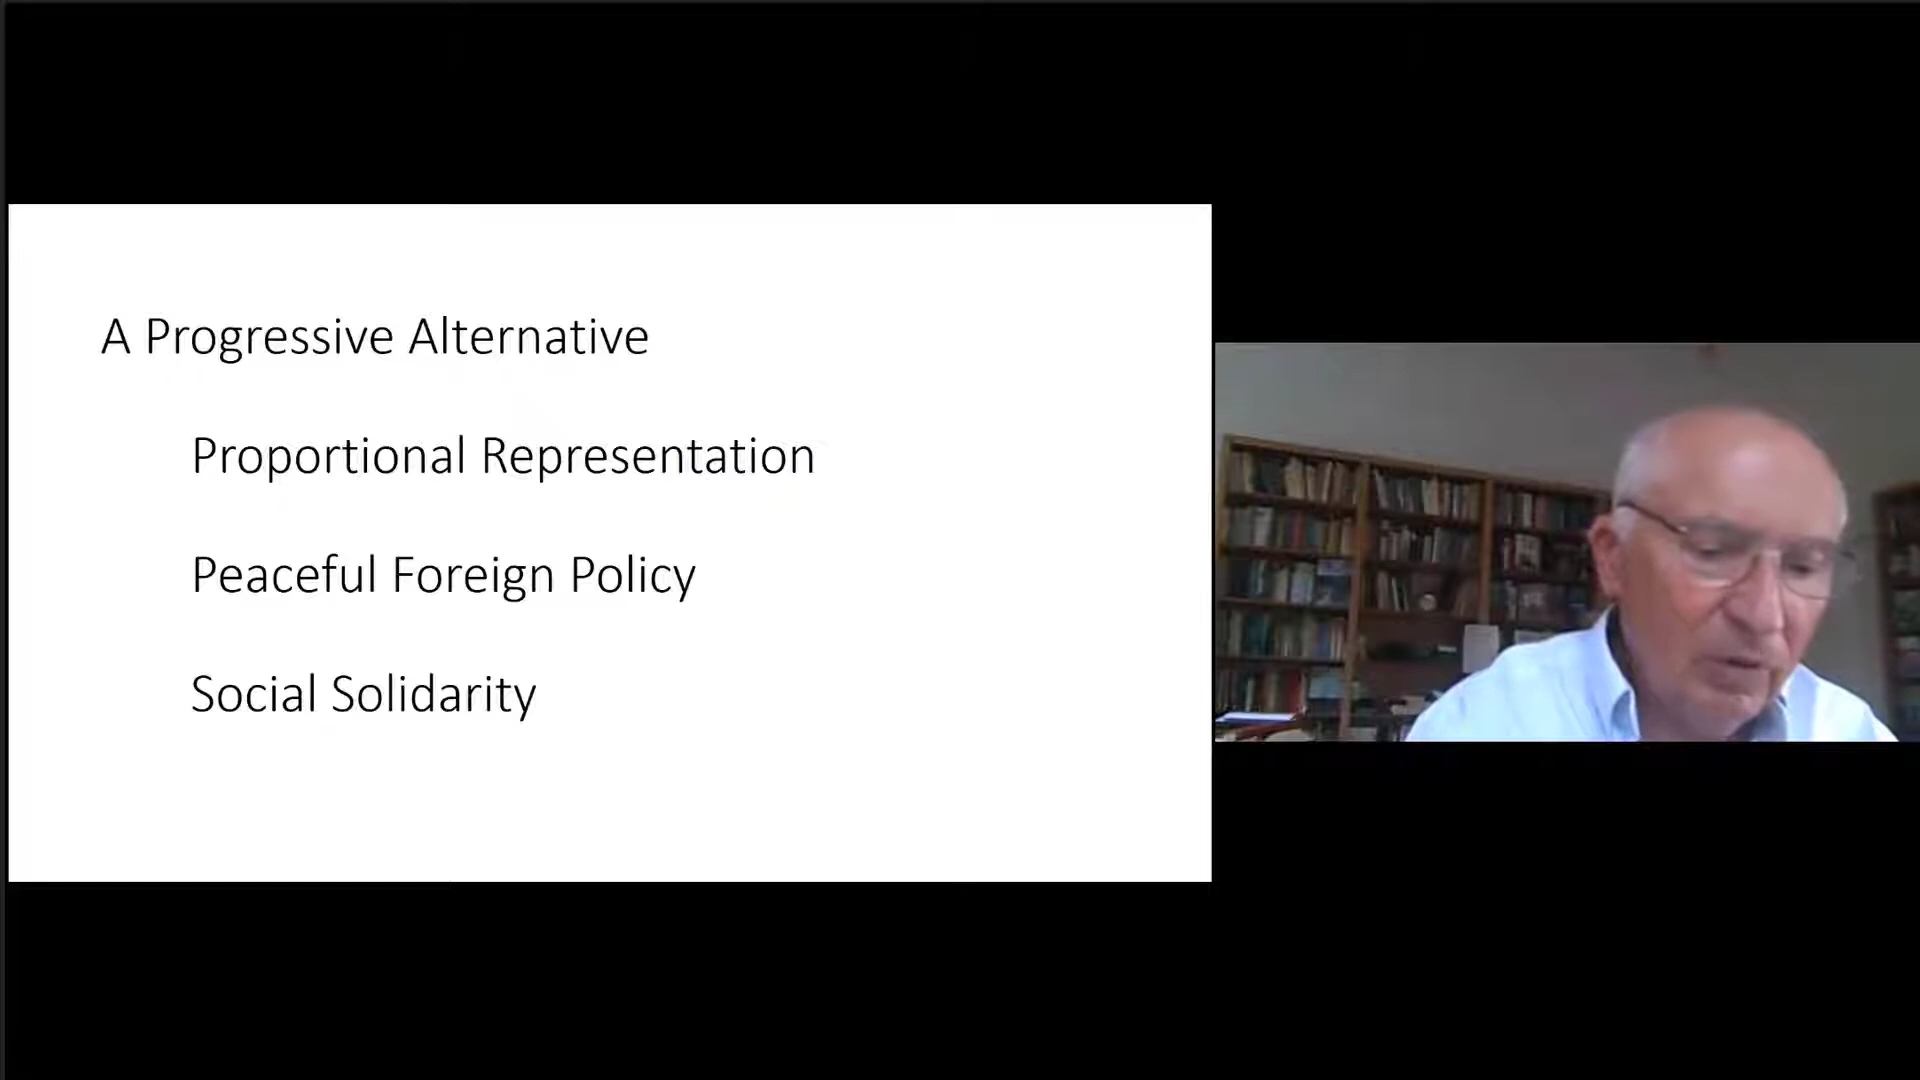 A Progressive Alternative
Proportional Representation
Peaceful Foreign Policy
Social Solidarity